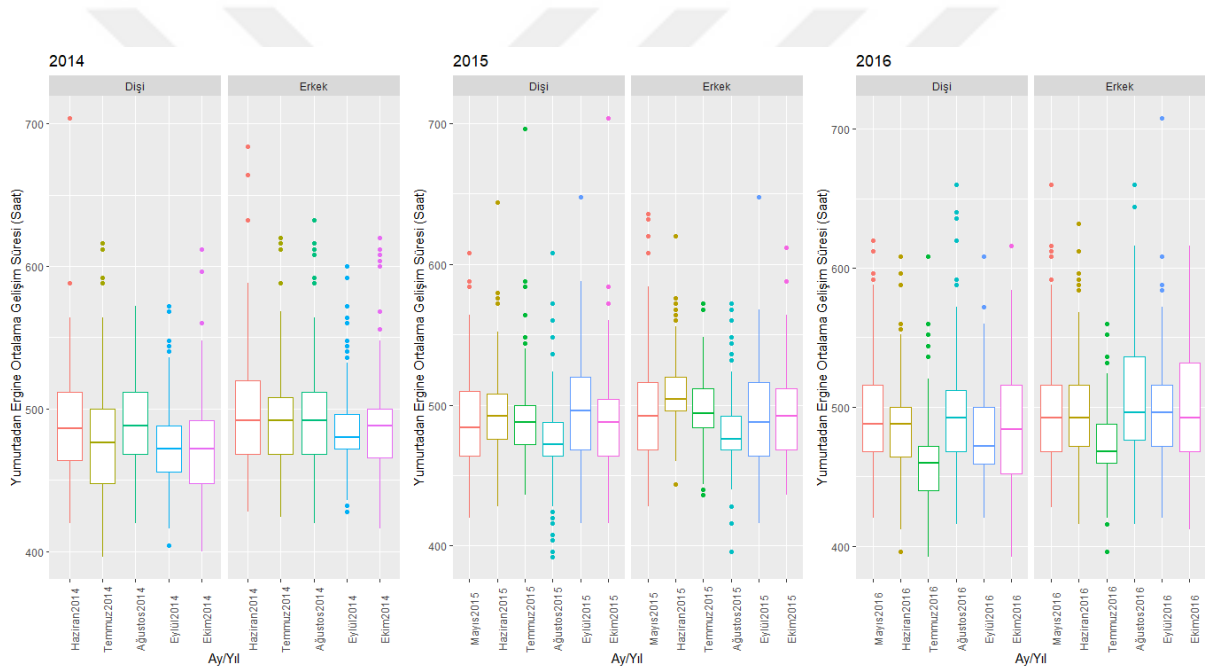 2014
Dişi
Erkek
Yumurtadan Ergine Ortalama Gelişim Süresi (Saat)
700
600
500
400
Haziran2014
Temmuz2014
Ağustos2014
Eylül2014
Ekim2014
Haziran2014
Temmuz2014
Ağustos2014
Eylül2014
Ekim2014
Ay/Yıl
2015
Dişi
Erkek
Yumurtadan Ergine Ortalama Gelişim Süresi (Saat)
700
600
500
400
Mayıs2015
Haziran2015
Temmuz2015
Ağustos2015
Eylül2015
Ekim2015
Mayıs2015
Haziran2015
Temmuz2015
Ağustos2015
Eylül2015
Ekim2015
Ay/Yıl
2016
Dişi
Erkek
Yumurtadan Ergine Ortalama Gelişim Süresi (Saat)
700
600
500
400
Mayıs2016
Haziran2016
Temmuz2016
Ağustos2016
Eylül2016
Ekim2016
Mayıs2016
Haziran2016
Temmuz2016
Ağustos2016
Eylül2016
Ekim2016
Ay/Yıl